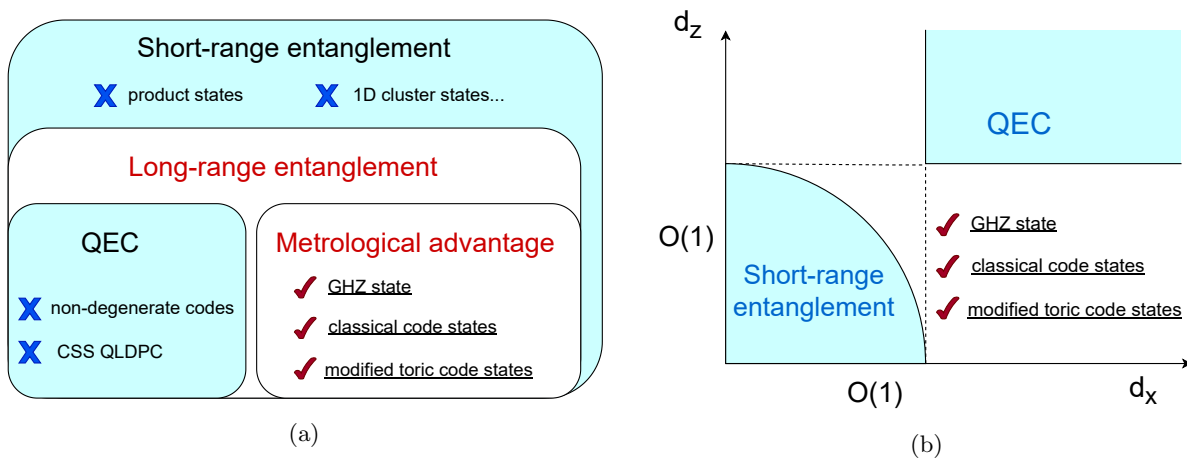 Short-range entanglement
product states
1D cluster states...
Long-range entanglement
QEC
non-degenerate codes
CSS QLDPC
Metrological advantage
GHZ state
classical code states
modified toric code states
(a)
d_z
QEC
O(1)
Short-range
entanglement
GHZ state
classical code states
modified toric code states
O(1)
d_x
(b)